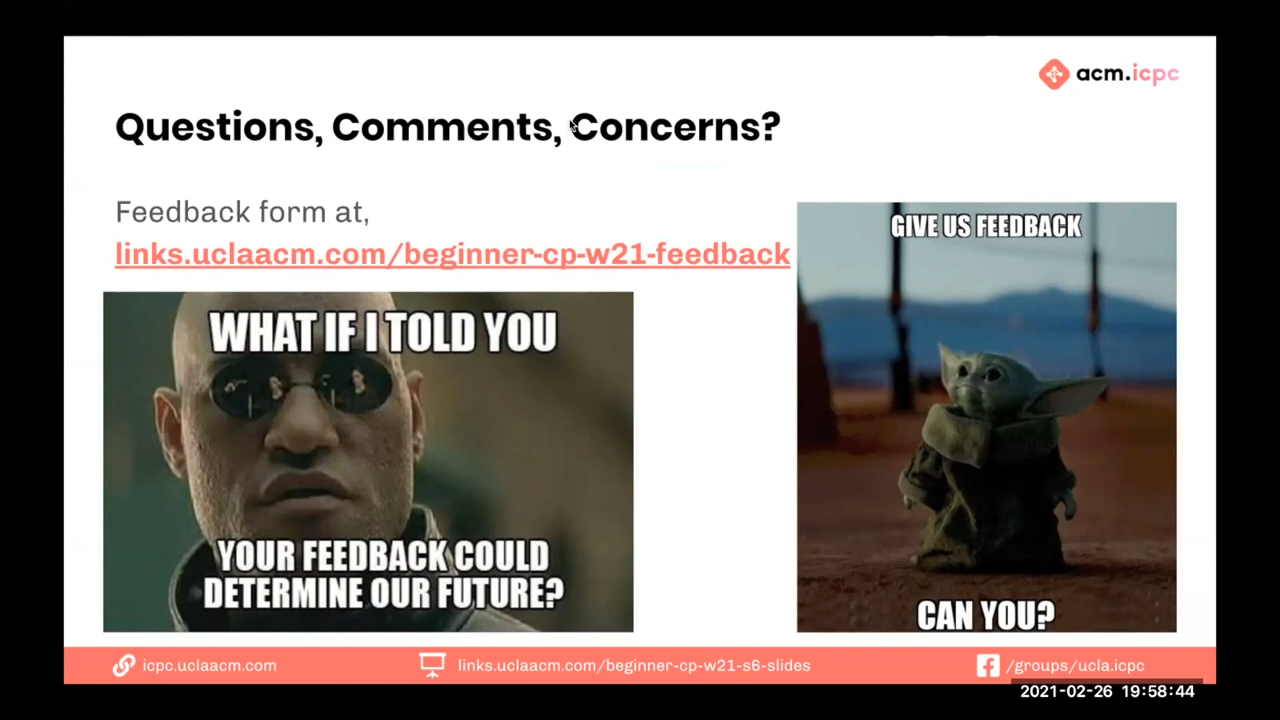 acm.icpc
Questions, Comments, Concerns?
Feedback form at,
links.uclaacm.com/beginner-cp-w21-feedback
WHAT IF I TOLD YOU
YOUR FEEDBACK COULD
DETERMINE OUR FUTURE?
GIVE US FEEDBACK
CAN YOU?
icpc.uclaacm.com
links.uclaacm.com/beginner-cp-w21-s6-slides
/groups/ucla.icpc
2021-02-26 19:58:44